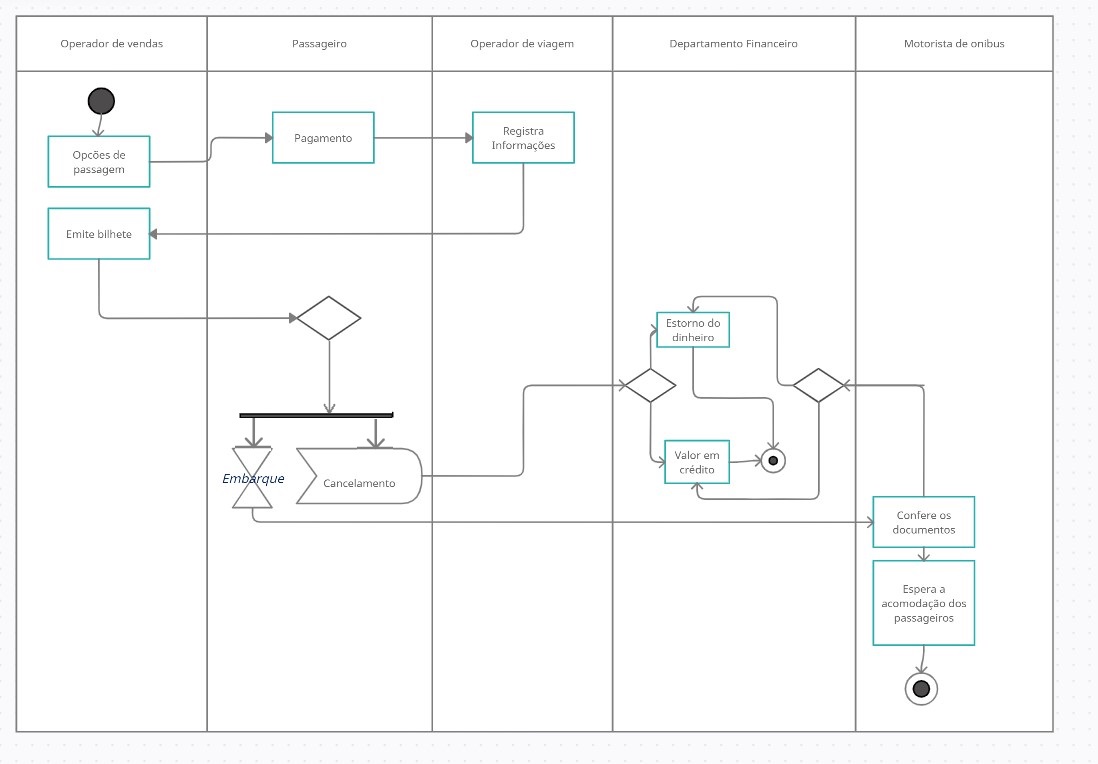 Operador de vendas
Passageiro
Operador de viagem
Departamento Financeiro
Motorista de onibus
Opcões de
passagem
Pagamento
Registra
Informações
Emite bilhete
Estorno do
dinheiro
Valor em
crédito
Embarque
Cancelamento
Confere os
documentos
Espera a
acomodação dos
passageiros